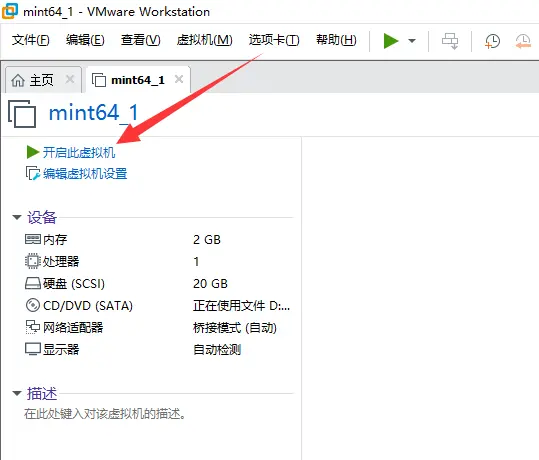 mint64_1 - VMware Workstation
文件(F) 编辑(E) 查看(V) 虚拟机(M) 选项卡(T) 帮助(H)
主页 mint64_1
mint64_1
开启此虚拟机
编辑虚拟机设置
设备
内存 2 GB
处理器 1
硬盘 (SCSI) 20 GB
CD/DVD (SATA) 正在使用文件 D:...
网络适配器 桥接模式 (自动)
显示器 自动检测
描述
在此处键入对该虚拟机的描述。